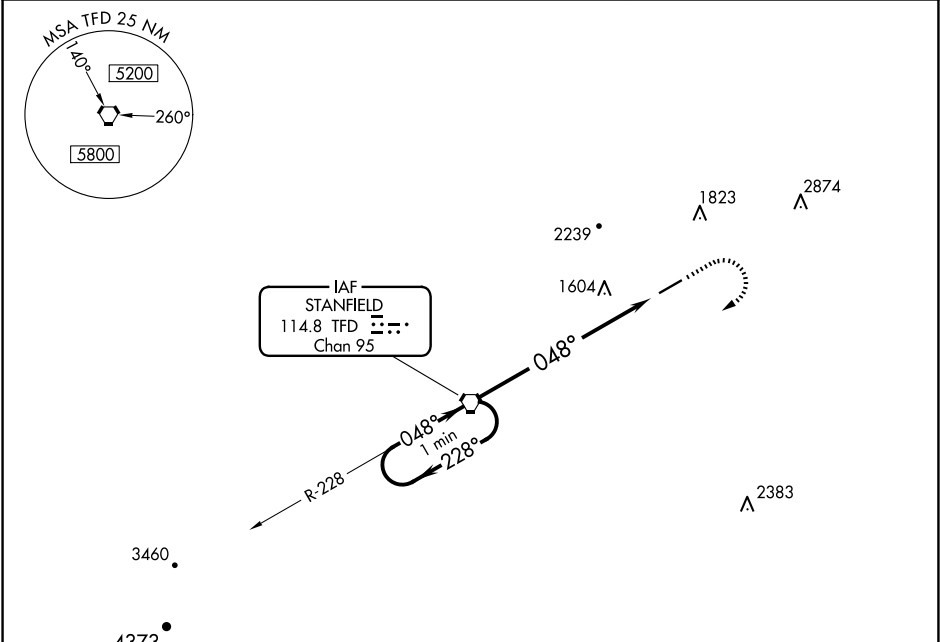 MSA TFD 25 NM
140°
5200
260°
5800
1823
2874
2239
1604
IAF
STANFIELD
114.8 TFD
Chan 95
048°
048°
1 min
228°
R-228
2383
3460
4373